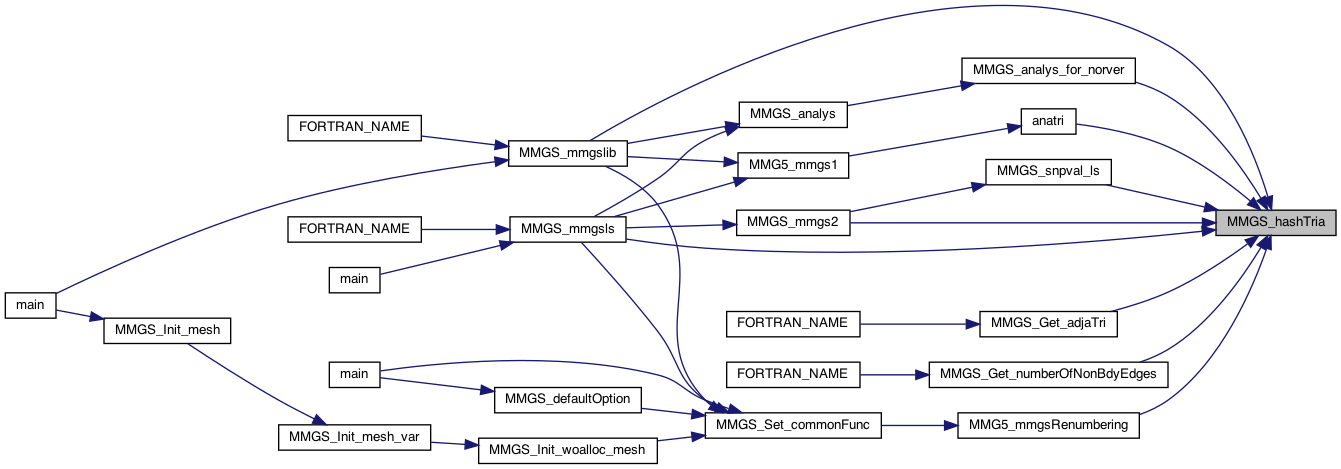 MMGS_analys_for_norver
MMGS_analys
anatri
FORTRAN_NAME
MMGS_mmgslib
MMG5_mmgs1
MMGS_snpval_ls
MMGS_hashTria
FORTRAN_NAME
MMGS_mmgsls
MMGS_mmgs2
main
main
MMGS_Init_mesh
FORTRAN_NAME
MMGS_Get_adjaTri
main
FORTRAN_NAME
MMGS_Get_numberOfNonBdyEdges
MMGS_defaultOption
MMGS_Set_commonFunc
MMG5_mmgsRenumbering
MMGS_Init_mesh_var
MMGS_Init_woalloc_mesh